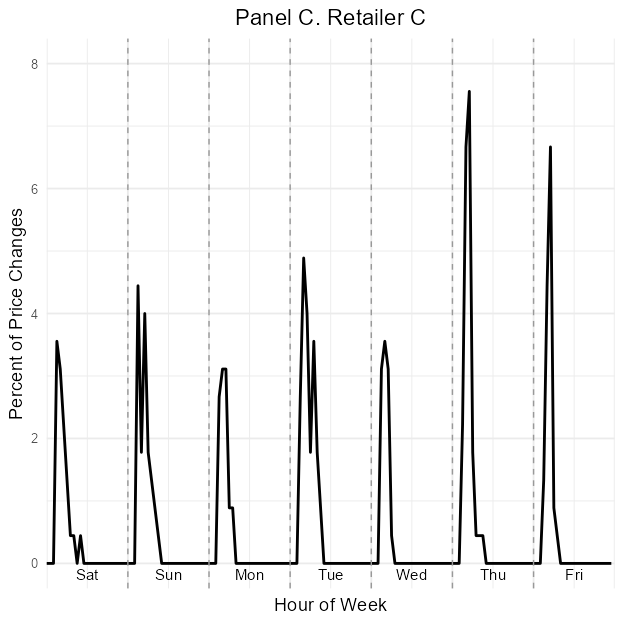 Panel C. Retailer C
Percent of Price Changes
8
6
4
2
0
Sat Sun Mon Tue Wed Thu Fri
Hour of Week